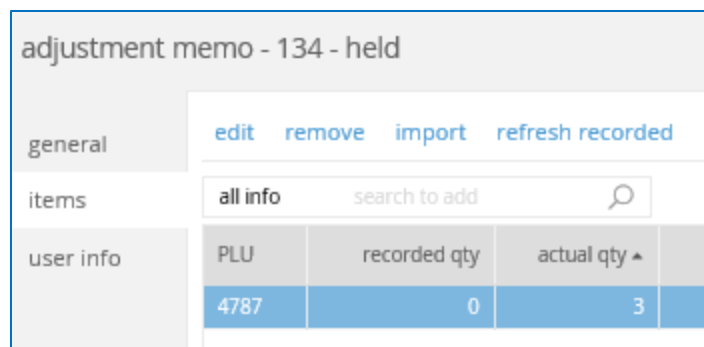 adjustment memo - 134 - held
general
items
user info
edit remove import refresh recorded
all info search to add
PLU recorded qty actual qty
4787 0 3